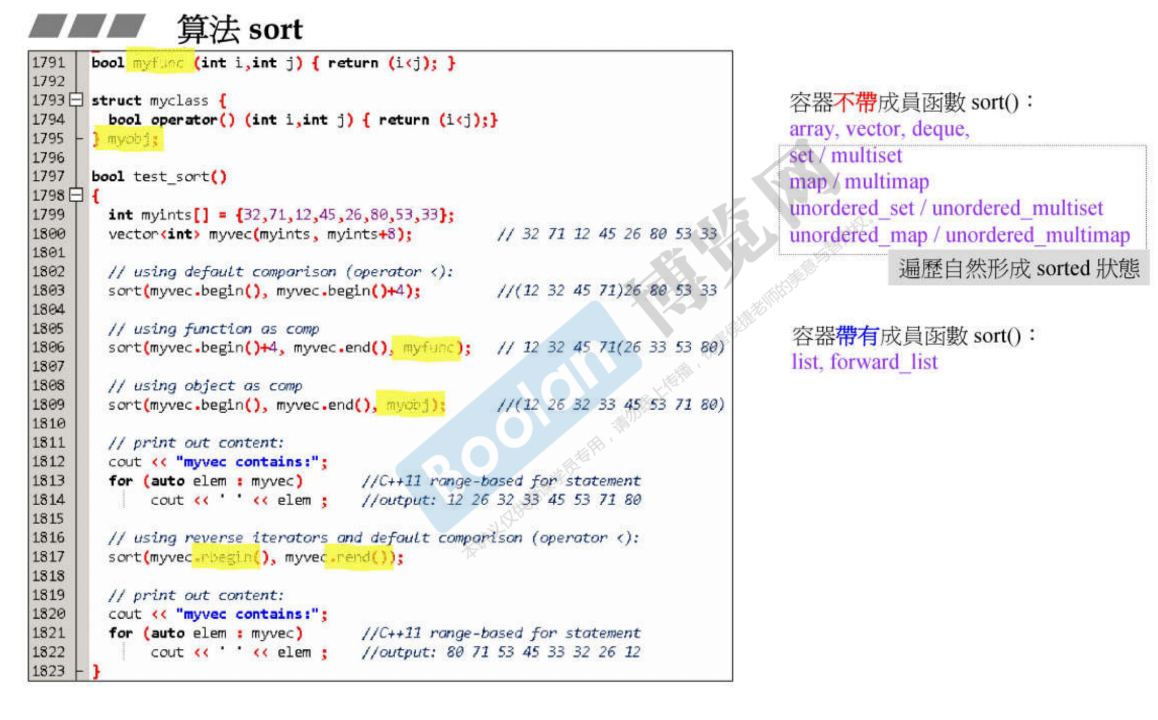 算法 sort
1791 bool myfunc (int i,int j) { return (i<j); }
1792
1793 struct myclass {
1794 bool operator() (int i,int j) { return (i<j);}
1795 } myobj;
1796
1797 bool test_sort()
1798 {
1799 int myints[] = {32,71,12,45,26,80,53,33};
1800 vector<int> myvec(myints, myints+8); // 32 71 12 45 26 80 53 33
1801
1802 // using default comparison (operator <):
1803 sort(myvec.begin(), myvec.begin()+4); //(12 32 45 71)26 80 53 33
1804
1805 // using function as comp
1806 sort(myvec.begin()+4, myvec.end(), myfunc); // 12 32 45 71(26 33 53 80)
1807
1808 // using object as comp
1809 sort(myvec.begin(), myvec.end(), myobj); //(12 26 32 33 45 53 71 80)
1810
1811 // print out content:
1812 cout << "myvec contains:";
1813 for (auto elem : myvec) //C++11 range-based for statement
1814 cout << ' ' << elem ; //output: 12 26 32 33 45 53 71 80
1815
1816 // using reverse iterators and default comparison (operator <):
1817 sort(myvec.rbegin(), myvec.rend());
1818
1819 // print out content:
1820 cout << "myvec contains:";
1821 for (auto elem : myvec) //C++11 range-based for statement
1822 cout << ' ' << elem ; //output: 80 71 53 45 33 32 26 12
1823 }
容器不帶成員函數 sort()：
array, vector, deque,
set / multiset
map / multimap
unordered_set / unordered_multiset
unordered_map / unordered_multimap
遍歷自然形成 sorted 狀態
容器帶有成員函數 sort()：
list, forward_list
Boolan 博览网